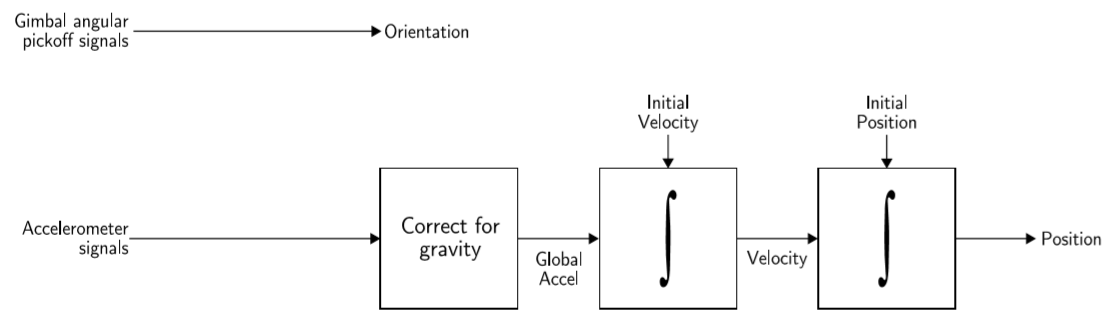 Gimbal angular
pickoff signals
Orientation
Initial
Velocity
Initial
Position
Accelerometer
signals
Correct for
gravity
Global
Accel
∫
Velocity
∫
Position